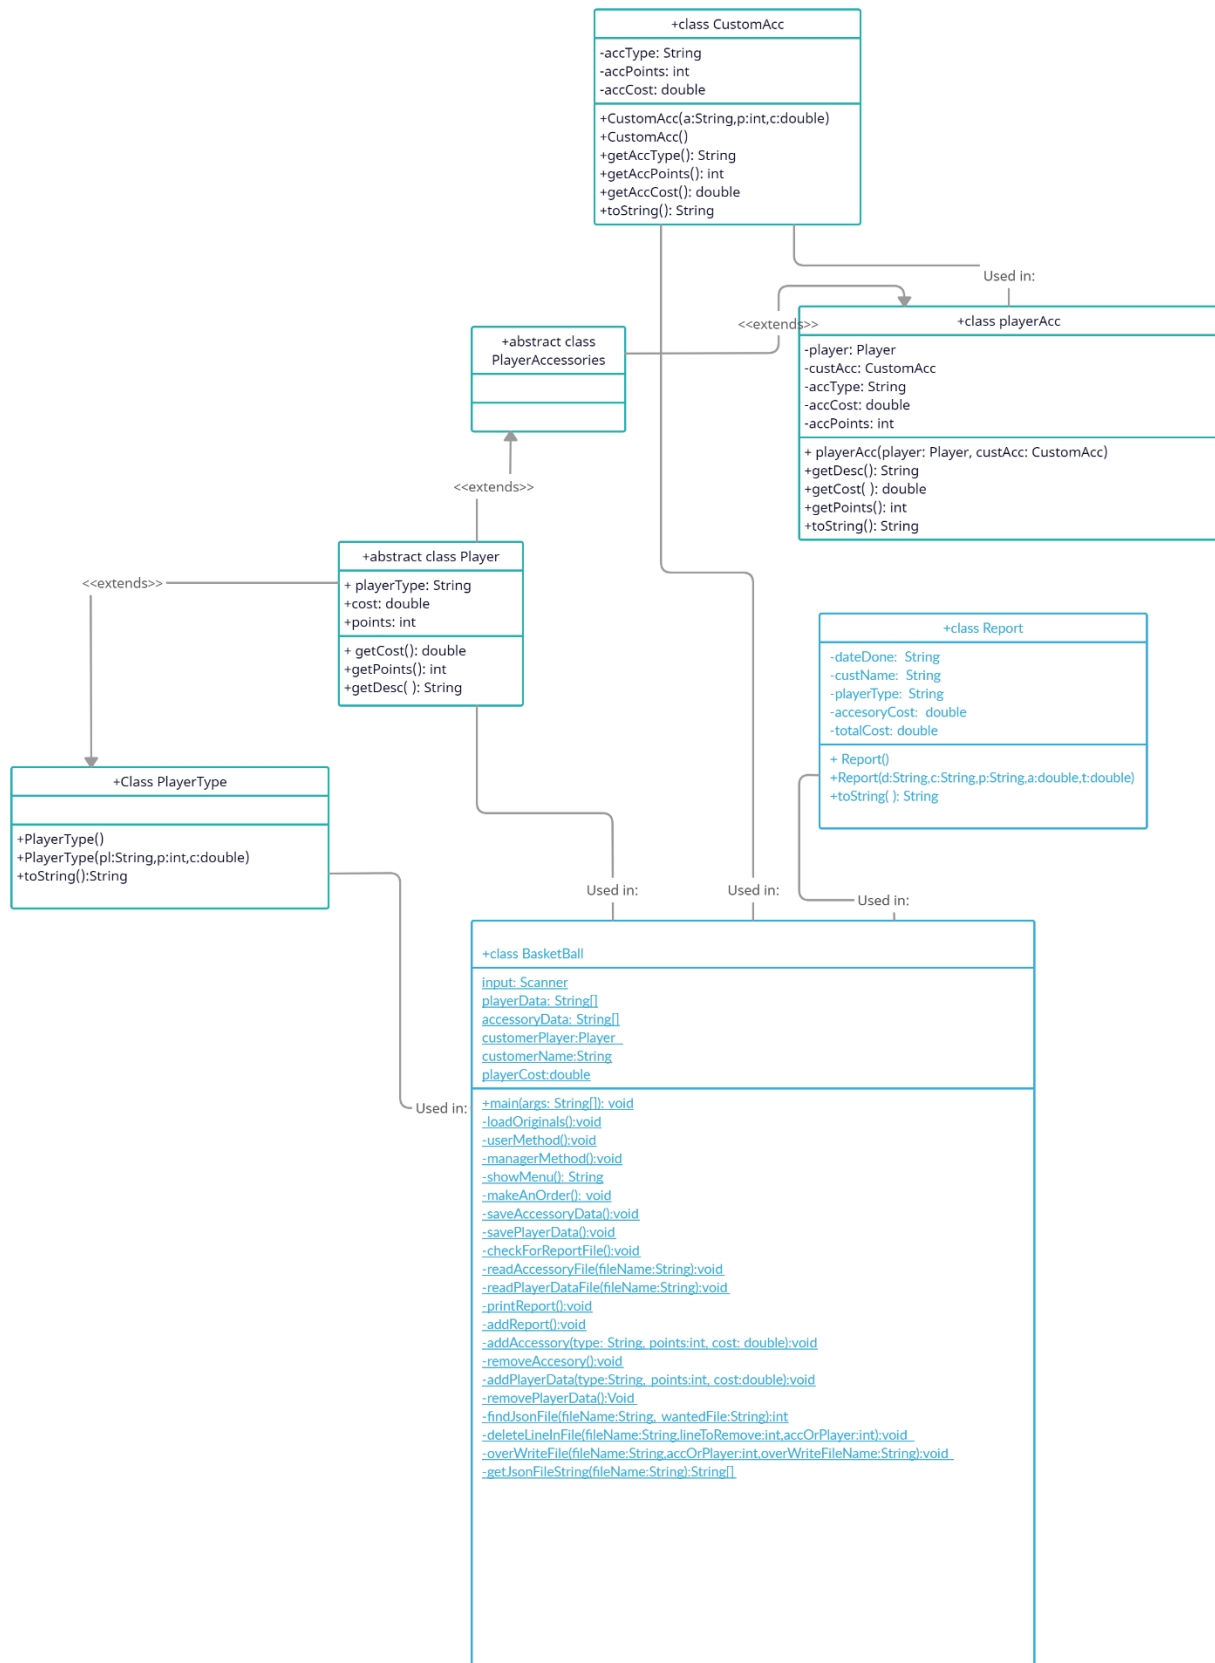 +class CustomAcc
-accType: String
-accPoints: int
-accCost: double
+CustomAcc(a:String,p:int,c:double)
+CustomAcc()
+getAccType(): String
+getAccPoints(): int
+getAccCost(): double
+toString(): String
Used in:
<<extends>>
+class playerAcc
-player: Player
-custAcc: CustomAcc
-accType: String
-accCost: double
-accPoints: int
+ playerAcc(player: Player, custAcc: CustomAcc)
+getDesc(): String
+getCost( ): double
+getPoints(): int
+toString(): String
+abstract class
PlayerAccessories
<<extends>>
+abstract class Player
+ playerType: String
+cost: double
+points: int
+ getCost(): double
+getPoints(): int
+getDesc( ): String
<<extends>>
+class Report
-dateDone:  String
-custName:  String
-playerType:  String
-accesoryCost:  double
-totalCost: double
+ Report()
+Report(d:String,c:String,p:String,a:double,t:double)
+toString( ): String
+Class PlayerType
+PlayerType()
+PlayerType(pl:String,p:int,c:double)
+toString():String
Used in:
Used in:
Used in:
Used in:
+class BasketBall
input: Scanner
playerData: String[]
accessoryData: String[]
customerPlayer:Player
customerName:String
playerCost:double
+main(args: String[]): void
-loadOriginals():void
-userMethod():void
-managerMethod():void
-showMenu(): String
-makeAnOrder(): void
-saveAccessoryData():void
-savePlayerData():void
-checkForReportFile():void
-readAccessoryFile(fileName:String):void
-readPlayerDataFile(fileName:String):void
-printReport():void
-addReport():void
-addAccessory(type: String, points:int, cost: double):void
-removeAccesory():void
-addPlayerData(type:String, points:int, cost:double):void
-removePlayerData():Void
-findJsonFile(fileName:String, wantedFile:String):int
-deleteLineInFile(fileName:String,lineToRemove:int,accOrPlayer:int):void
-overWriteFile(fileName:String,accOrPlayer:int,overWriteFileName:String):void
-getJsonFileString(fileName:String):String[]